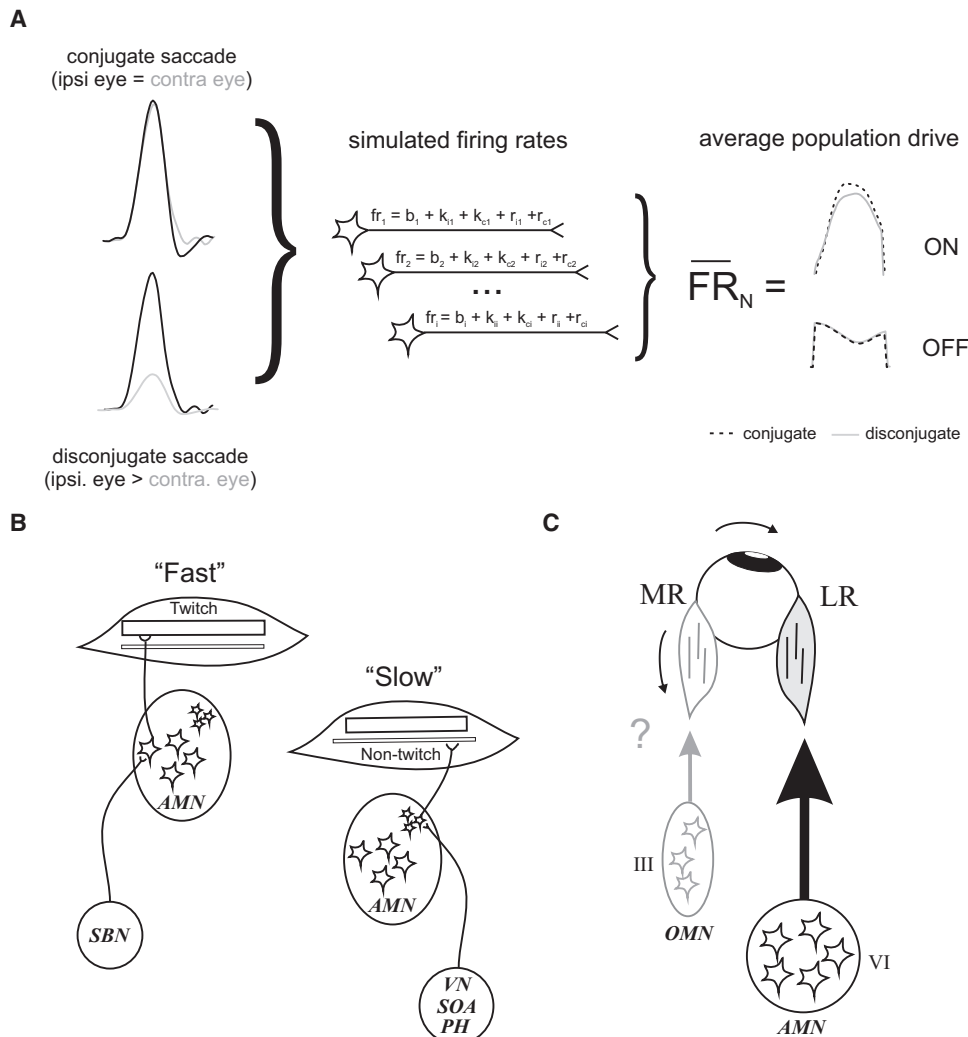 A
conjugate saccade
(ipsi eye = contra eye)
disconjugate saccade
(ipsi. eye > contra. eye)
simulated firing rates
fr1 = b1 + ki1 + kc1 + ri1 +rc1
fr2 = b2 + ki2 + kc2 + ri2 +rc2
...
fri = bi + kii + kci + rii +rci
average population drive
FRN =
ON
OFF
conjugate
disconjugate
B
"Fast"
Twitch
AMN
SBN
"Slow"
Non-twitch
AMN
VN
SOA
PH
C
MR
LR
?
III
OMN
VI
AMN